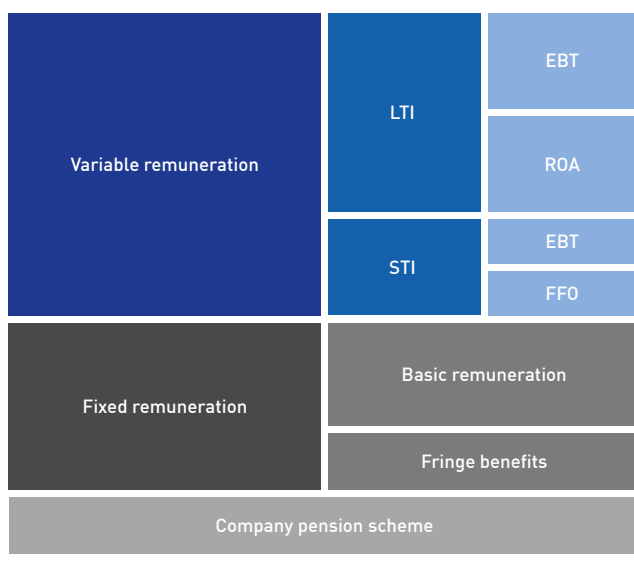 Variable remuneration
LTI
EBT
ROA
STI
EBT
FFO
Fixed remuneration
Basic remuneration
Fringe benefits
Company pension scheme